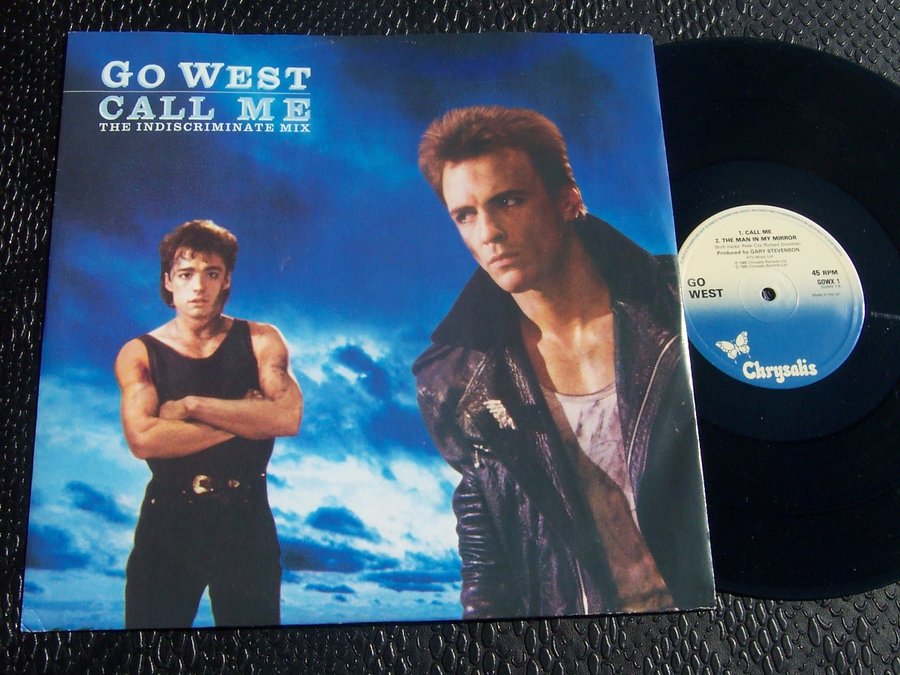 GO WEST
CALL ME
THE INDISCRIMINATE MIX
1. CALL ME
2. THE MAN IN MY MIRROR
Produced by GARY STEVENSON
GO
WEST
45 RPM
GOWX 1
Made in the UK
Chrysalis